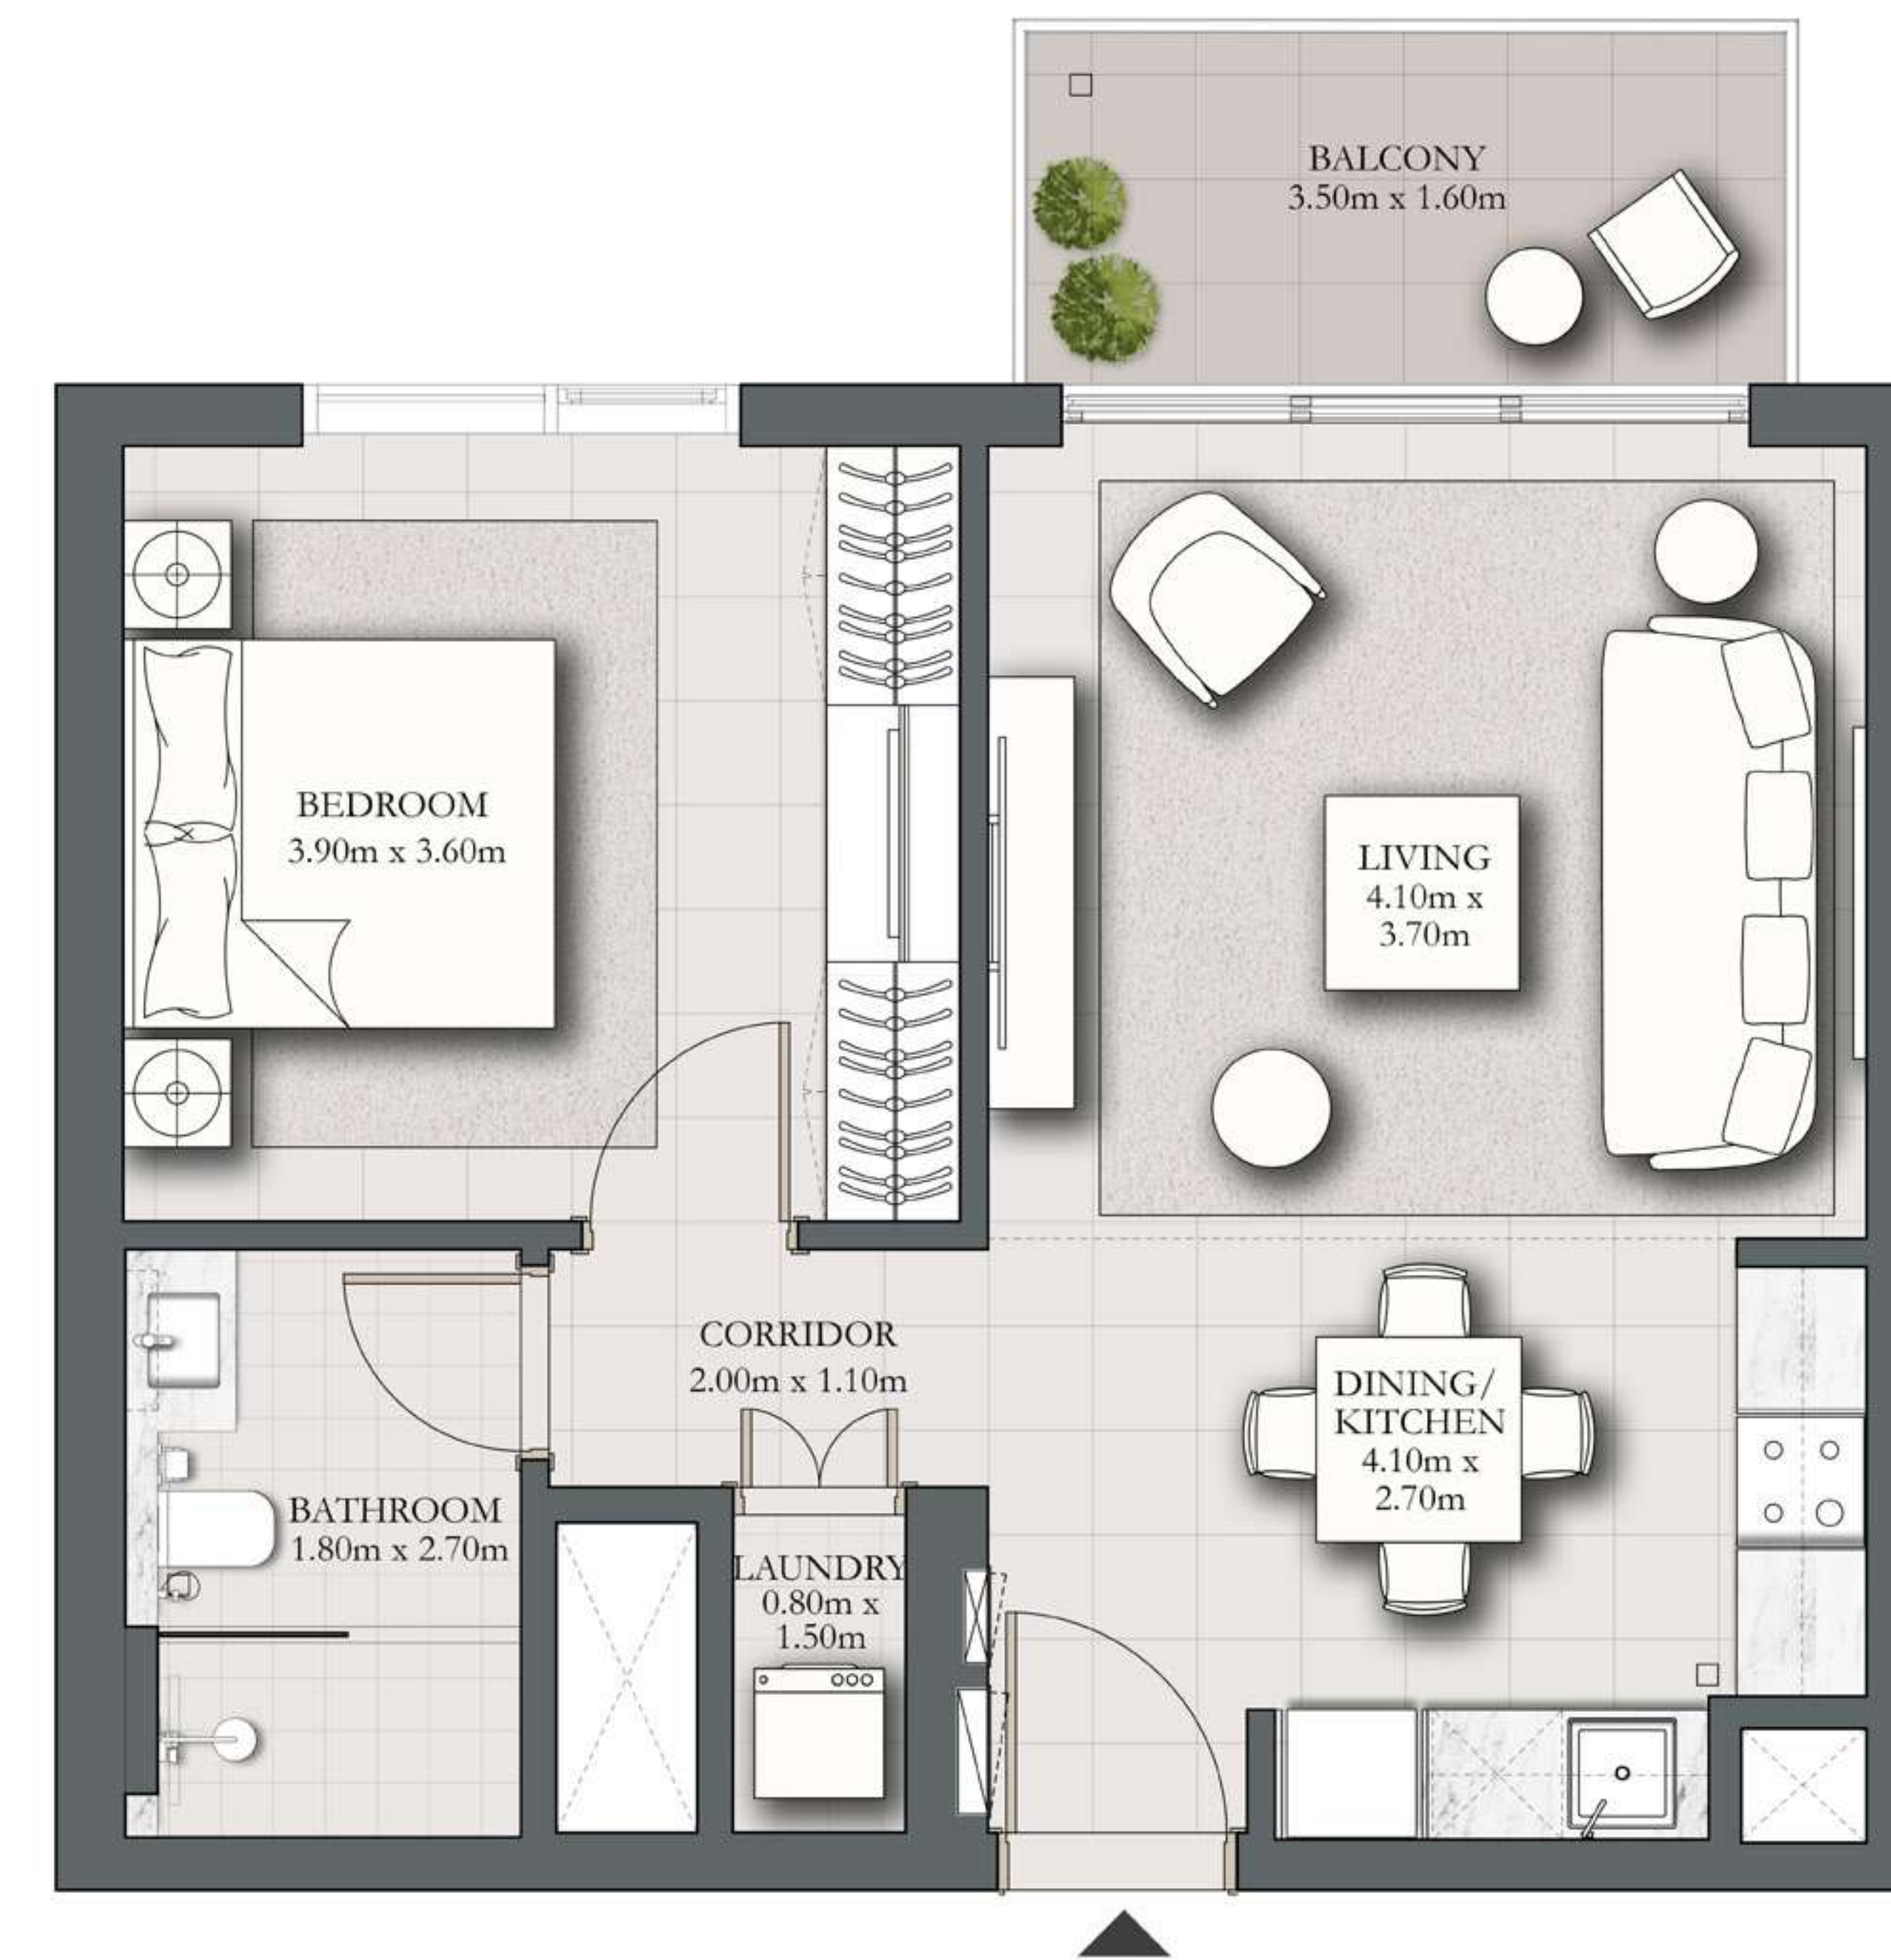 BALCONY
3.50m x 1.60m
BEDROOM
3.90m x 3.60m
LIVING
4.10m x
3.70m
CORRIDOR
2.00m x 1.10m
DINING/
KITCHEN
4.10m x
2.70m
BATHROOM
1.80m x 2.70m
LAUNDRY
0.80m x
1.50m